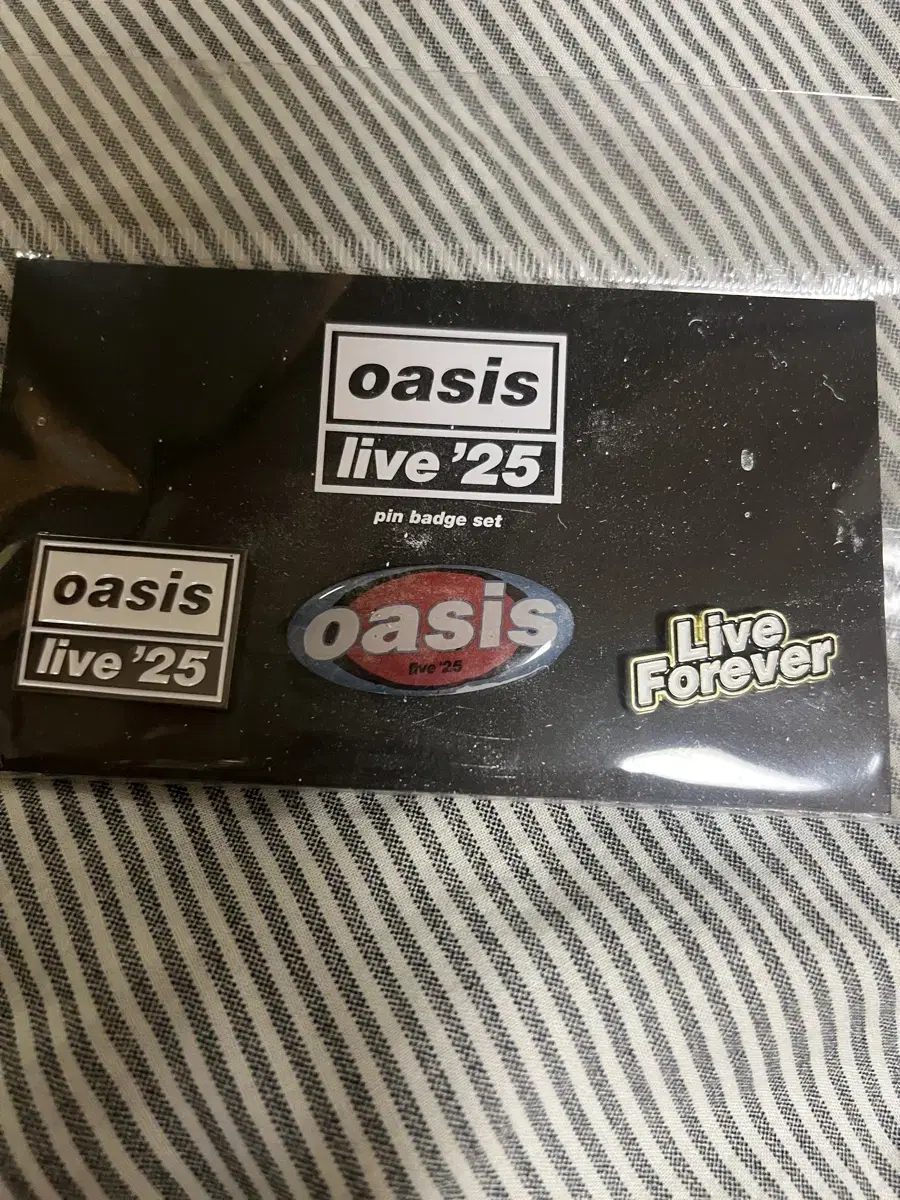 oasis
live '25
pin badge set
oasis
live '25
oasis
live '25
Live
Forever